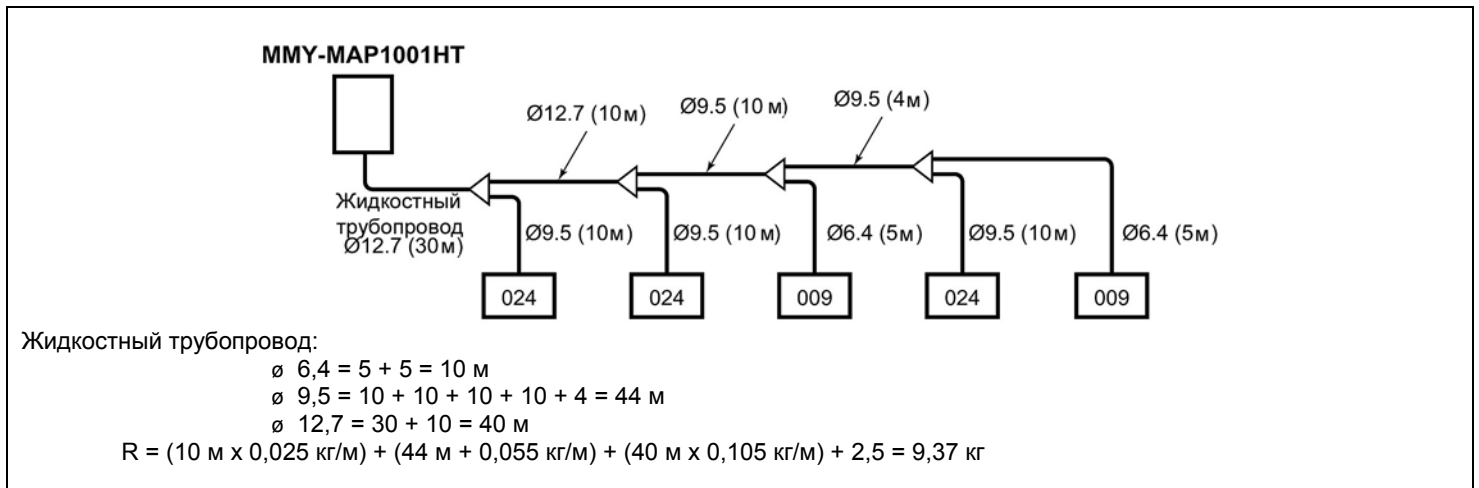 MMY-MAP1001HT
Ø12.7 (10м)
Ø9.5 (10 м)
Ø9.5 (4м)
Жидкостный
трубопровод
Ø12.7 (30м)
Ø9.5 (10м)
Ø9.5 (10 м)
Ø6.4 (5м)
Ø9.5 (10м)
Ø6.4 (5м)
024
024
009
024
009
Жидкостный трубопровод:
ø 6,4 = 5 + 5 = 10 м
ø 9,5 = 10 + 10 + 10 + 10 + 4 = 44 м
ø 12,7 = 30 + 10 = 40 м
R = (10 м x 0,025 кг/м) + (44 м + 0,055 кг/м) + (40 м x 0,105 кг/м) + 2,5 = 9,37 кг